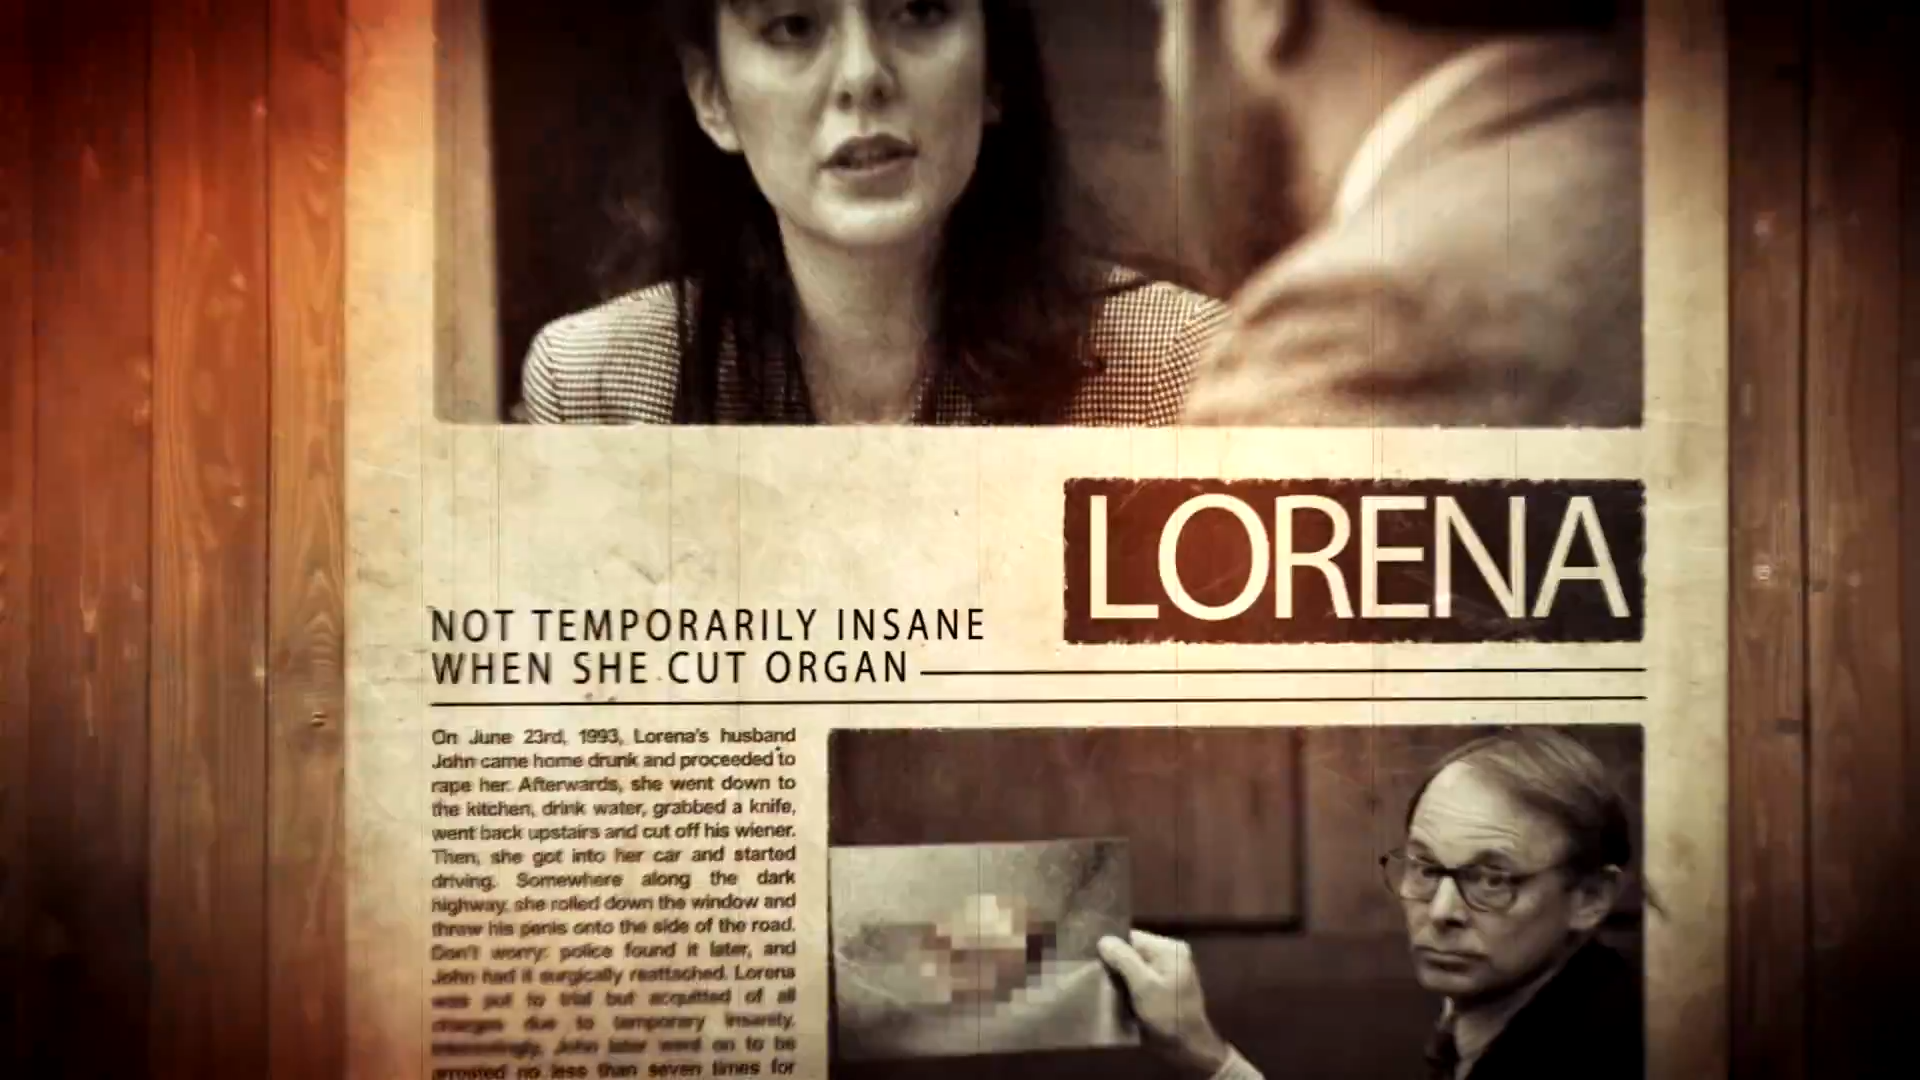 LORENA
NOT TEMPORARILY INSANE
WHEN SHE CUT ORGAN
On June 23rd, 1993, Lorena's husband
John came home drunk and proceeded to
rape her. Afterwards, she went down to
the kitchen, drink water, grabbed a knife,
went back upstairs and cut off his wiener.
Then, she got into her car and started
driving. Somewhere along the dark
highway, she rolled down the window and
threw his penis onto the side of the road.
Don't worry: police found it later, and
John had it surgically reattached. Lorena
was put to trial but acquitted of all
charges due to temporary insanity.
Interestingly, John later went on to be
arrested no less than seven times for